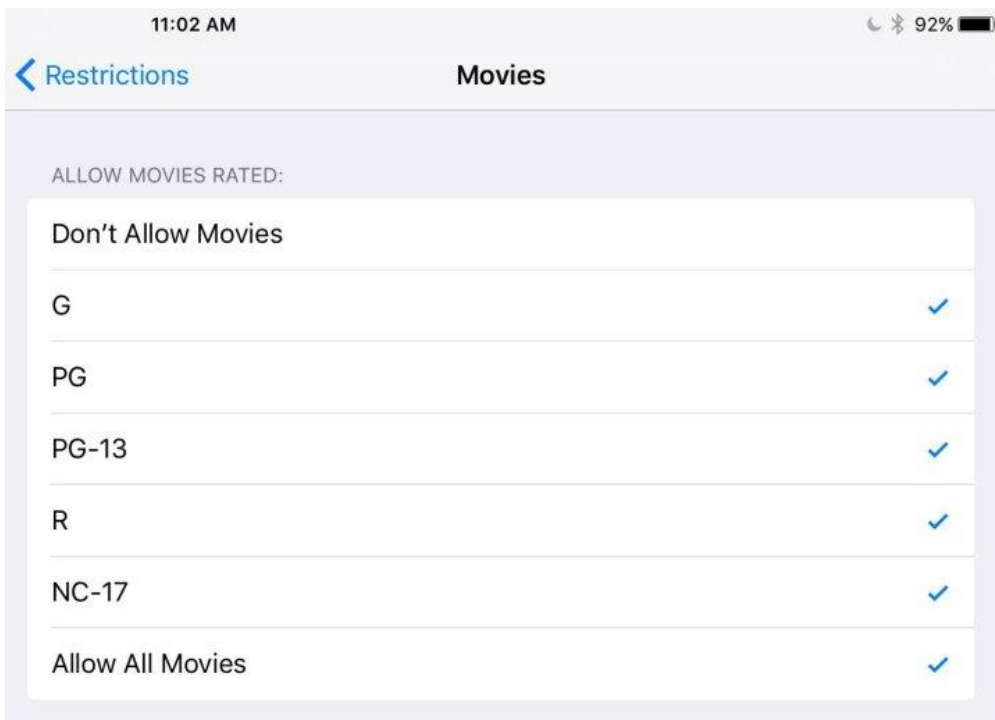 11:02 AM 92%
Restrictions Movies
ALLOW MOVIES RATED:
Don’t Allow Movies
G
PG
PG-13
R
NC-17
Allow All Movies